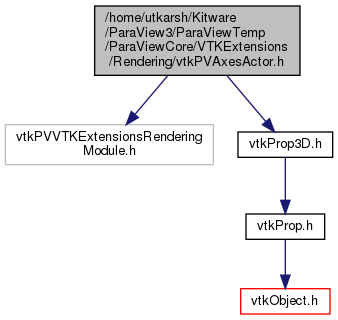 /home/utkarsh/Kitware
/ParaView3/ParaViewTemp
/ParaViewCore/VTKExtensions
/Rendering/vtkPVAxesActor.h
vtkPVVTKExtensionsRendering
Module.h
vtkProp3D.h
vtkProp.h
vtkObject.h